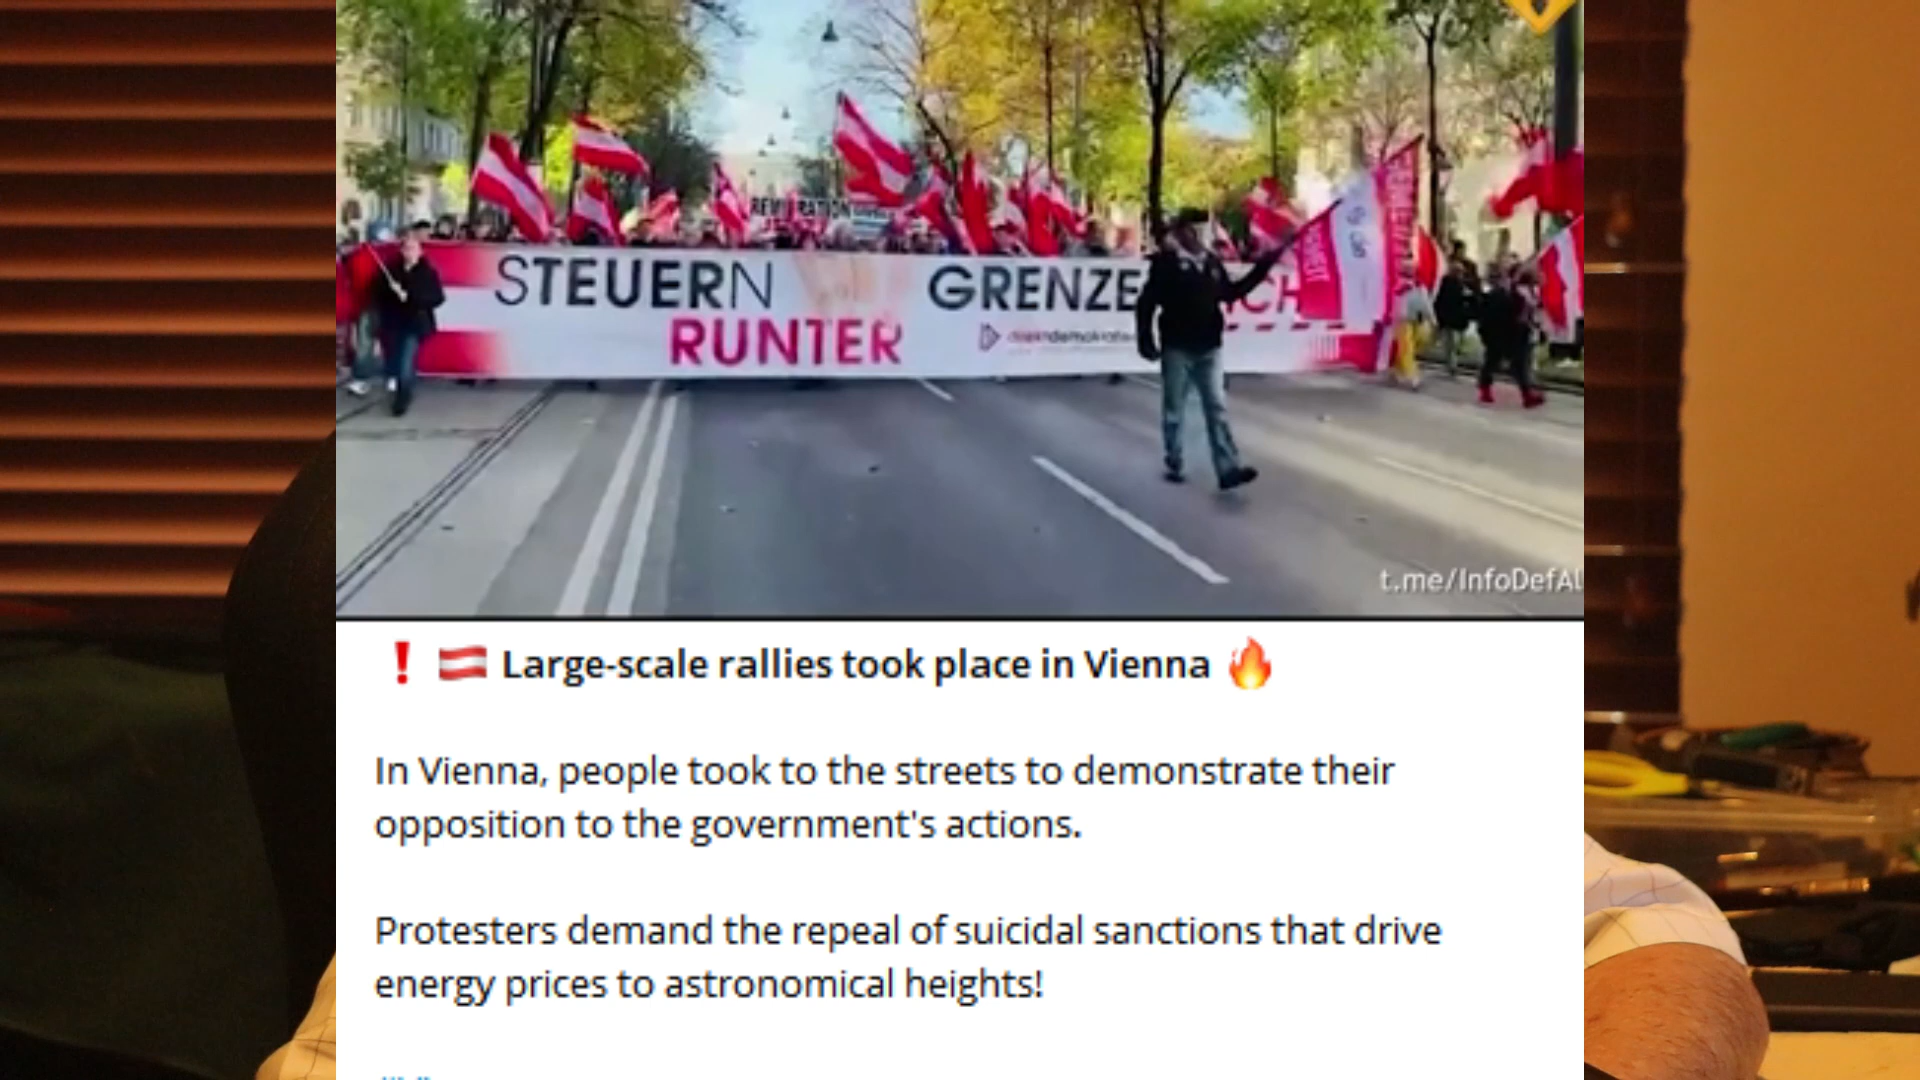 STEUERN GRENZE
RUNTER
t.me/InfoDefAl
Large-scale rallies took place in Vienna
In Vienna, people took to the streets to demonstrate their
opposition to the government's actions.
Protesters demand the repeal of suicidal sanctions that drive
energy prices to astronomical heights!